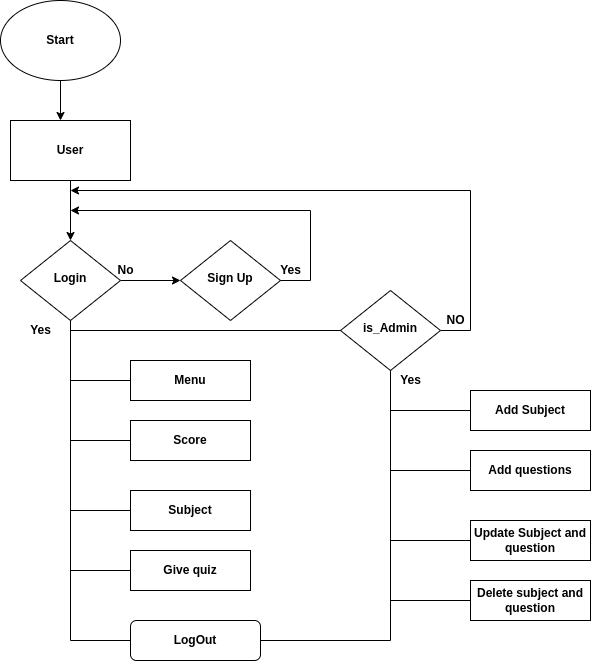 Start
User
Login
No
Sign Up
Yes
Yes
is_Admin
NO
Yes
Menu
Score
Subject
Give quiz
LogOut
Add Subject
Add questions
Update Subject and
question
Delete subject and
question